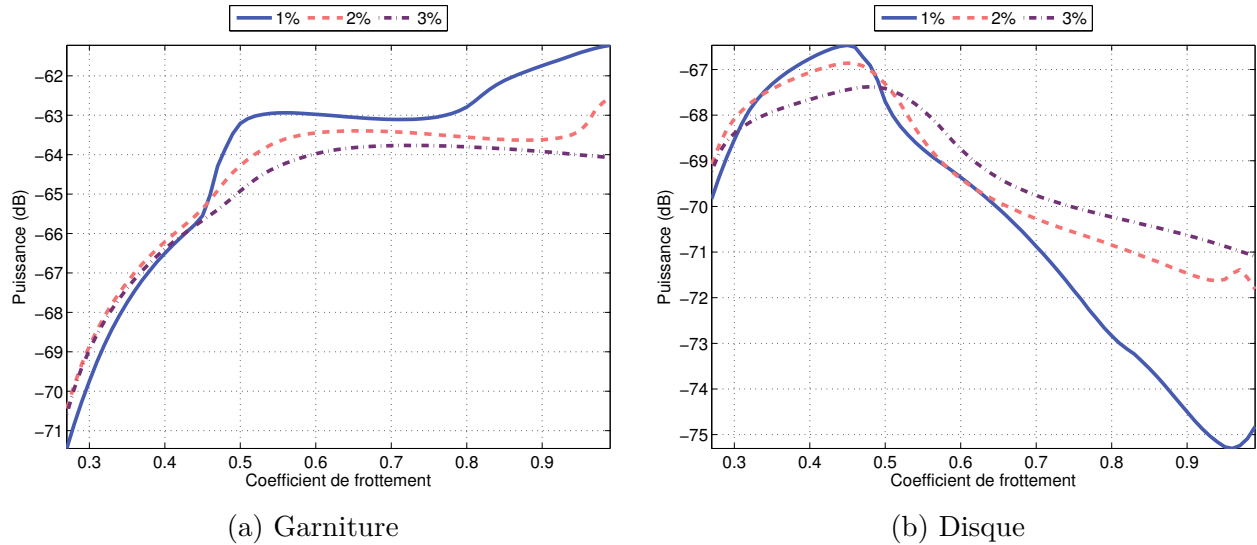 1% 2% 3%
−62
−63
−64
−65
−66
−67
−68
−69
−70
−71
Puissance (dB)
0.3 0.4 0.5 0.6 0.7 0.8 0.9
Coefficient de frottement
(a) Garniture
1% 2% 3%
−67
−68
−69
−70
−71
−72
−73
−74
−75
Puissance (dB)
0.3 0.4 0.5 0.6 0.7 0.8 0.9
Coefficient de frottement
(b) Disque